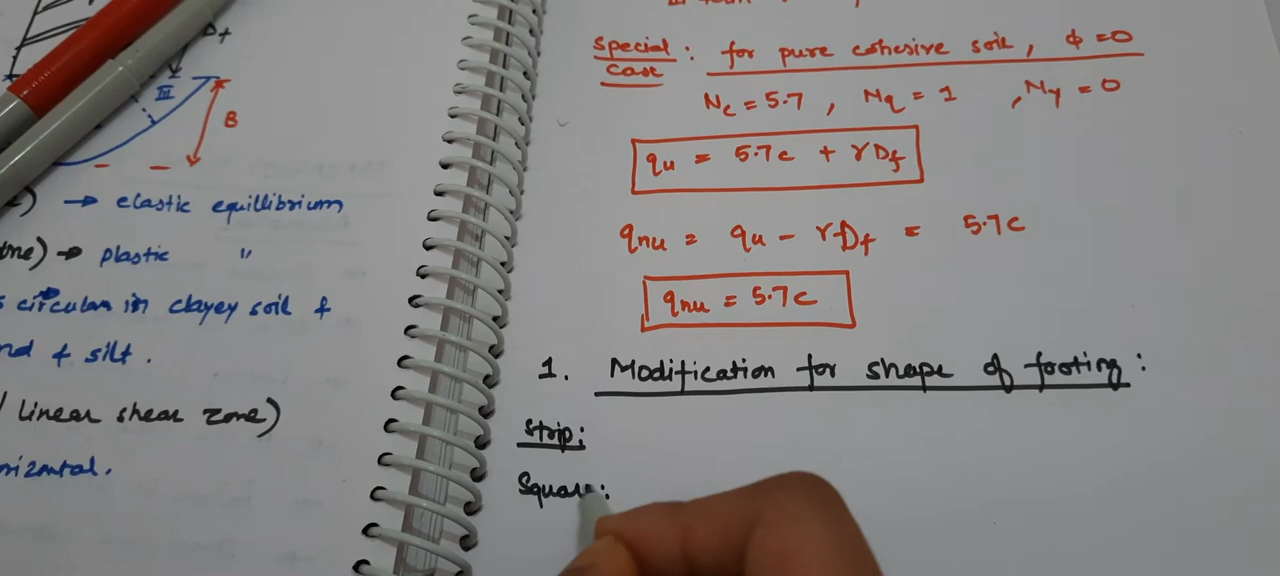 Df
III
B
→ elastic equillibrium
→ plastic "
circular in clayey soil &
& silt.
linear shear zone)
Special Case : for pure cohesive soil, φ = 0
Nc = 5.7 , Nq = 1 , Nγ = 0
qu = 5.7c + γDf
qnu = qu - γDf = 5.7c
qnu = 5.7c
1. Modification for shape of footing :
Strip:
Square: